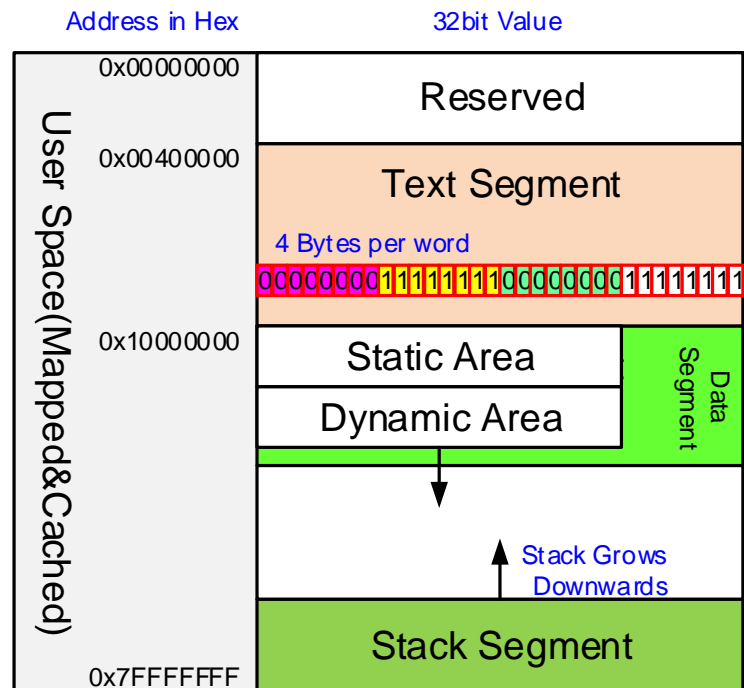 Address in Hex
32bit Value
0x00000000
Reserved
User Space(Mapped&Cached)
0x00400000
Text Segment
4 Bytes per word
00000000111111110000000011111111
0x10000000
Static Area
Data
Segment
Dynamic Area
Stack Grows
Downwards
Stack Segment
0x7FFFFFFF